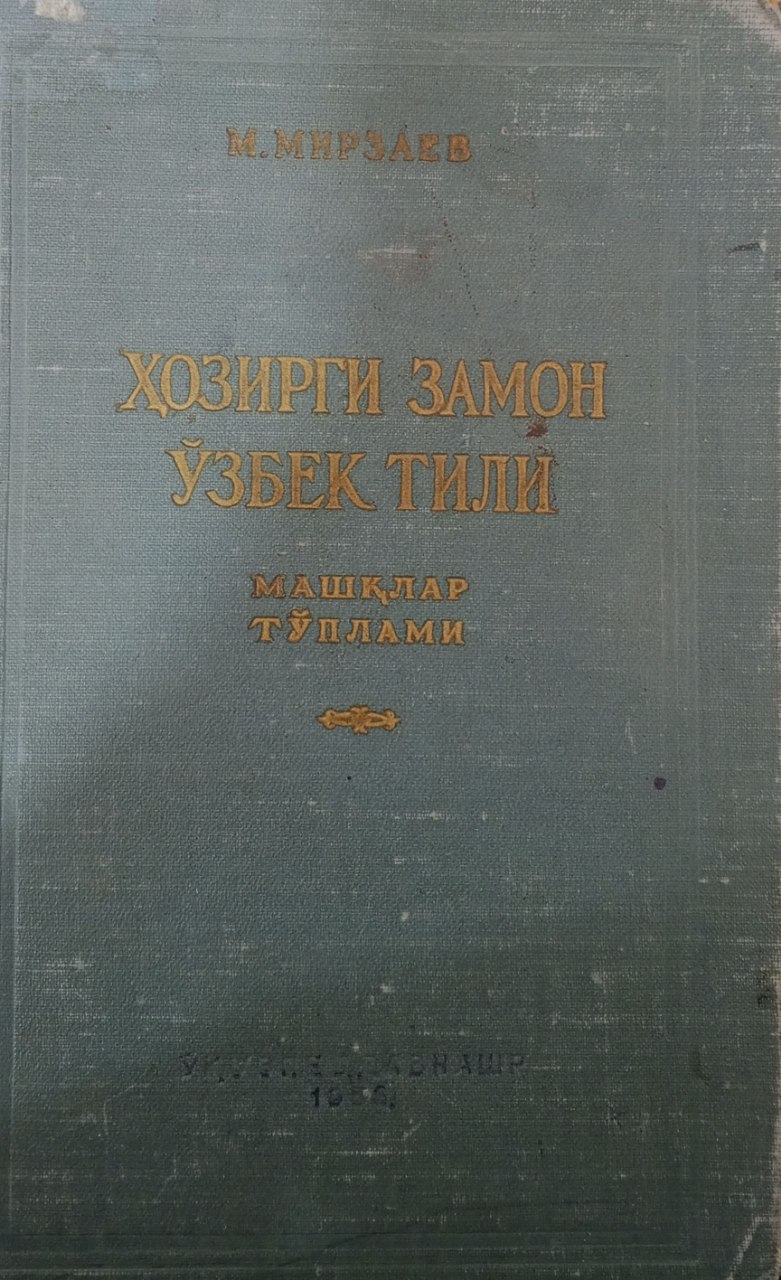 М. МИРЗАЕВ
ҲОЗИРГИ ЗАМОН
ЎЗБЕК ТИЛИ
МАШҚЛАР
ТЎПЛАМИ